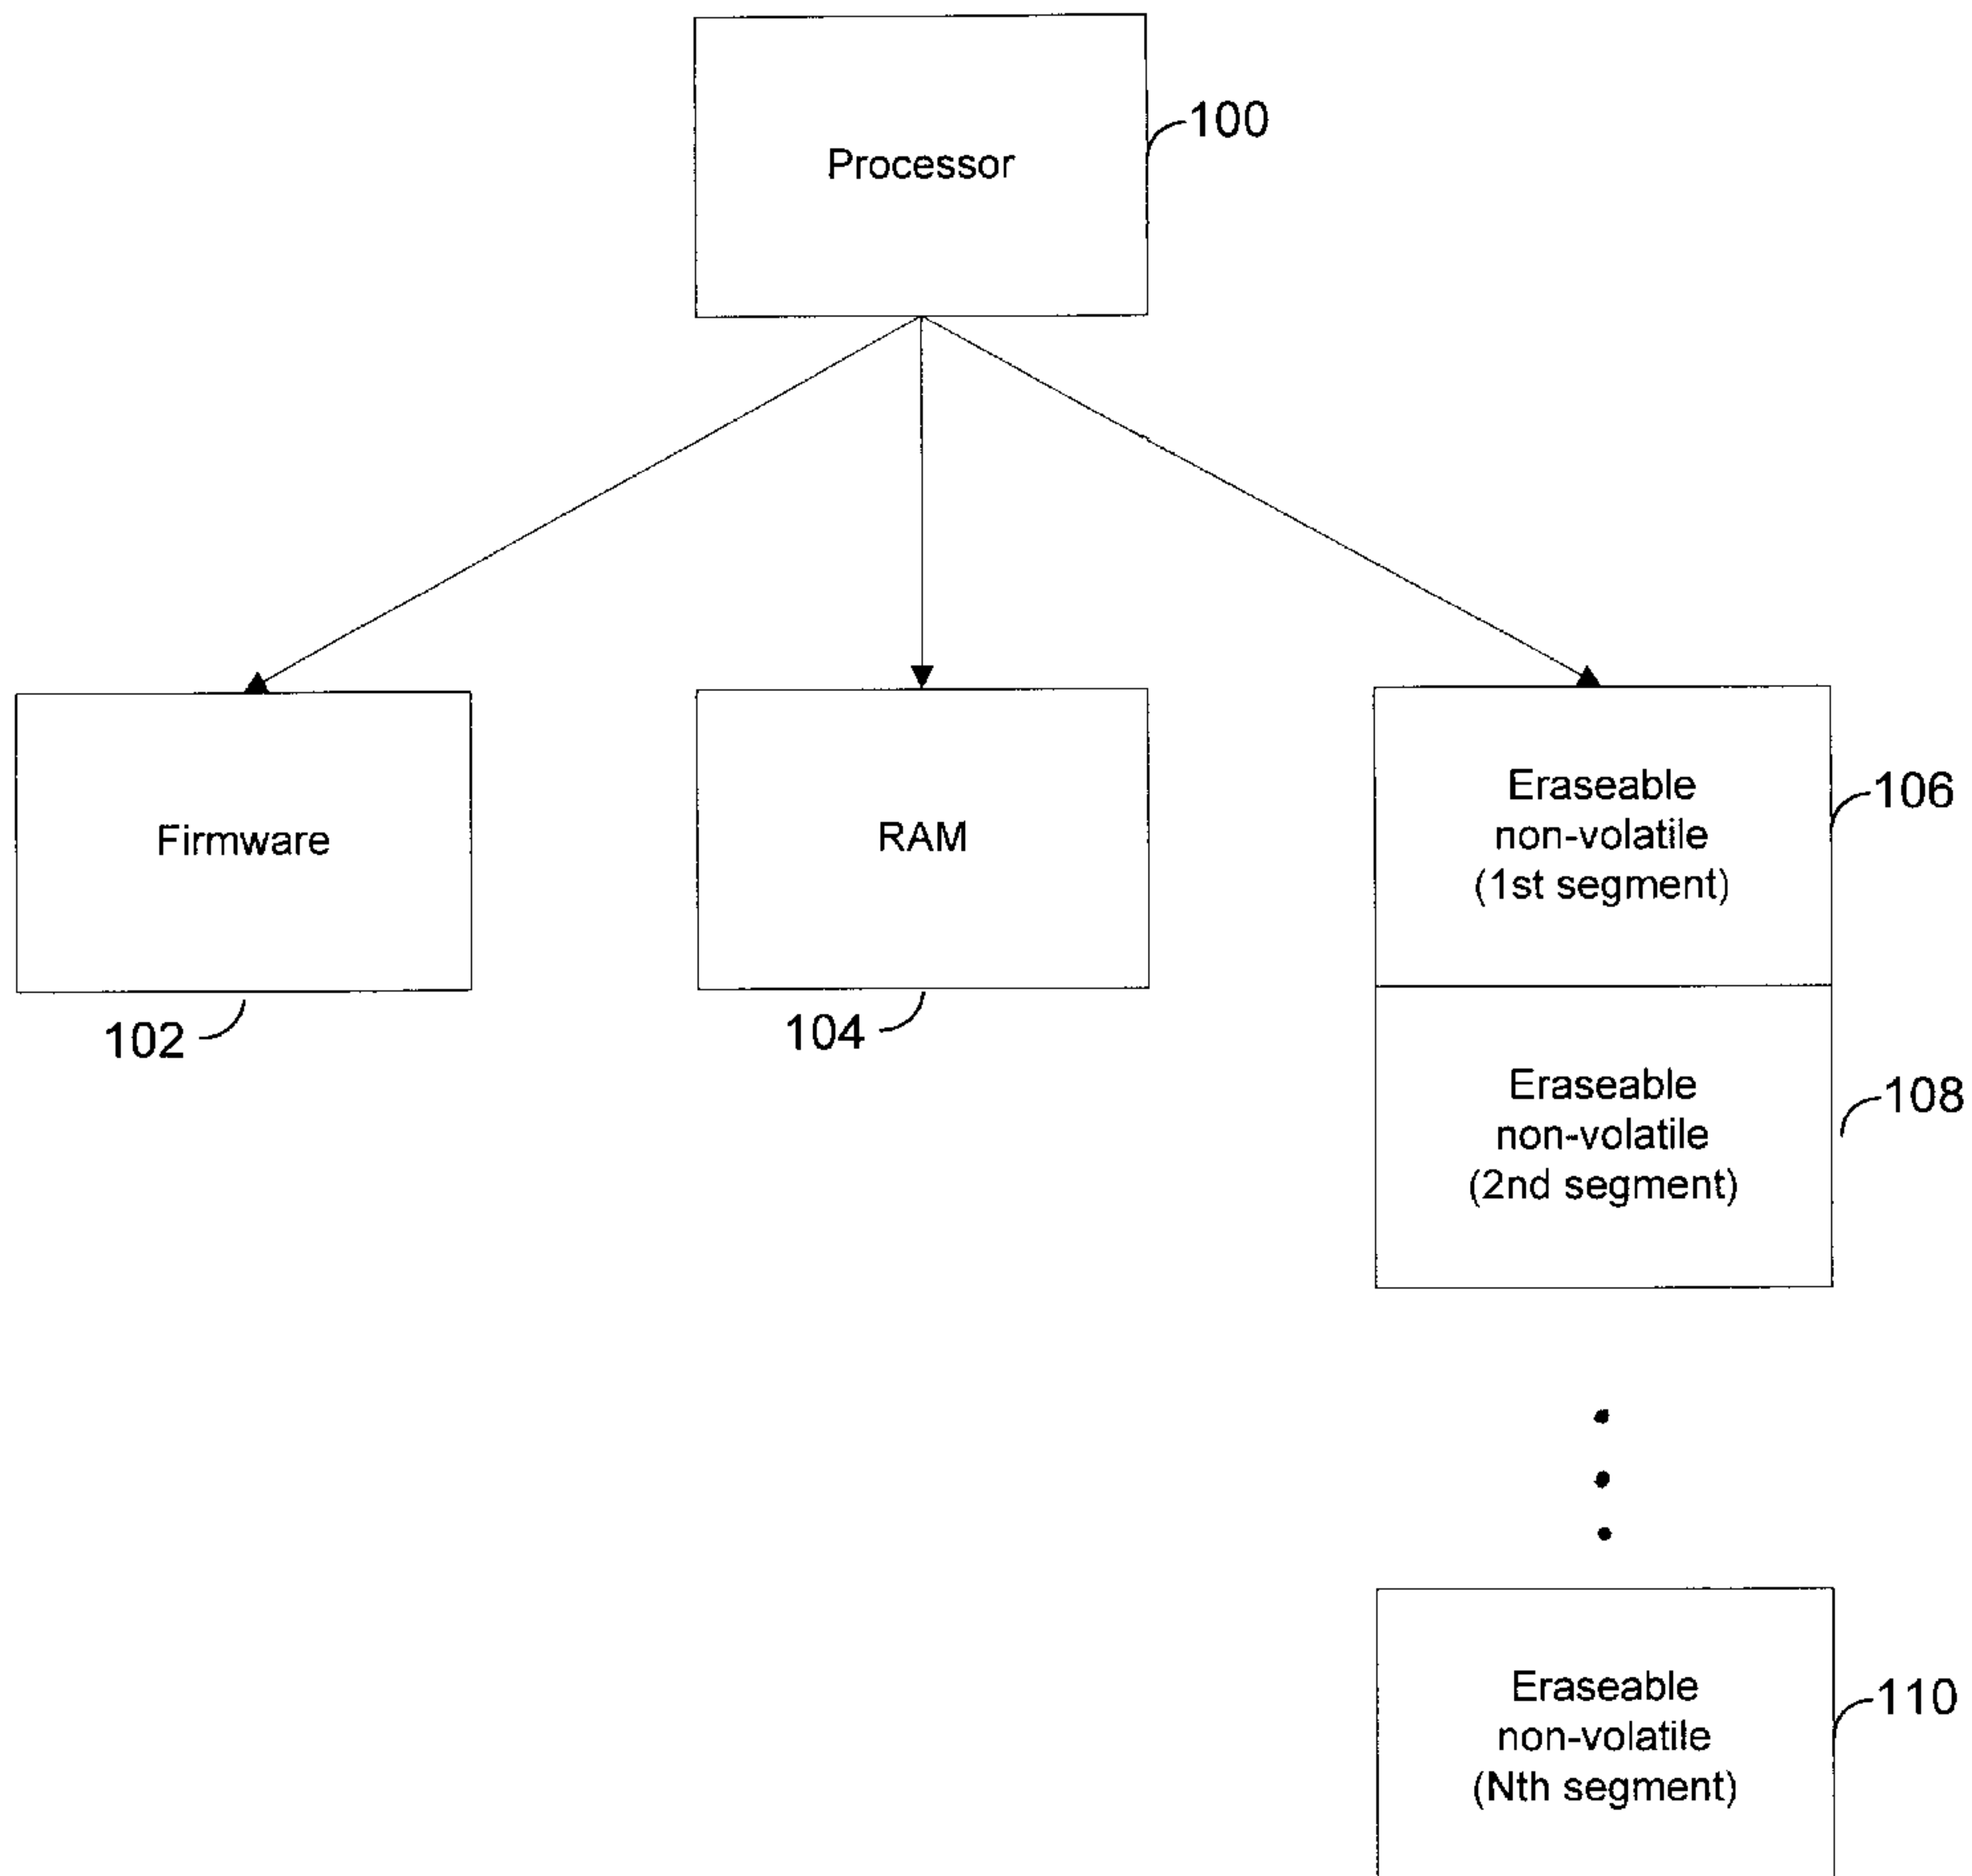 Processor
100
Firmware
102
RAM
104
Eraseable
non-volatile
(1st segment)
106
Eraseable
non-volatile
(2nd segment)
108
Eraseable
non-volatile
(Nth segment)
110